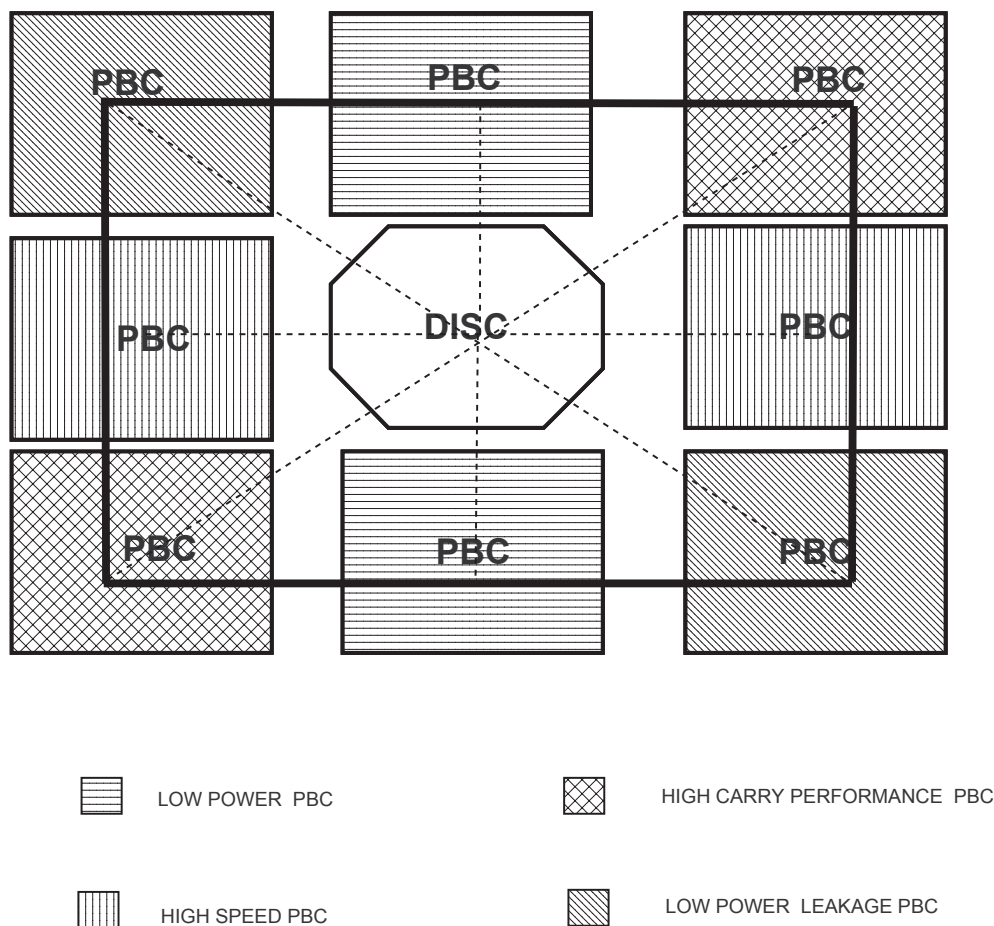 PBC PBC PBC
PBC DISC PBC
PBC PBC PBC
LOW POWER PBC
HIGH CARRY PERFORMANCE PBC
HIGH SPEED PBC
LOW POWER LEAKAGE PBC